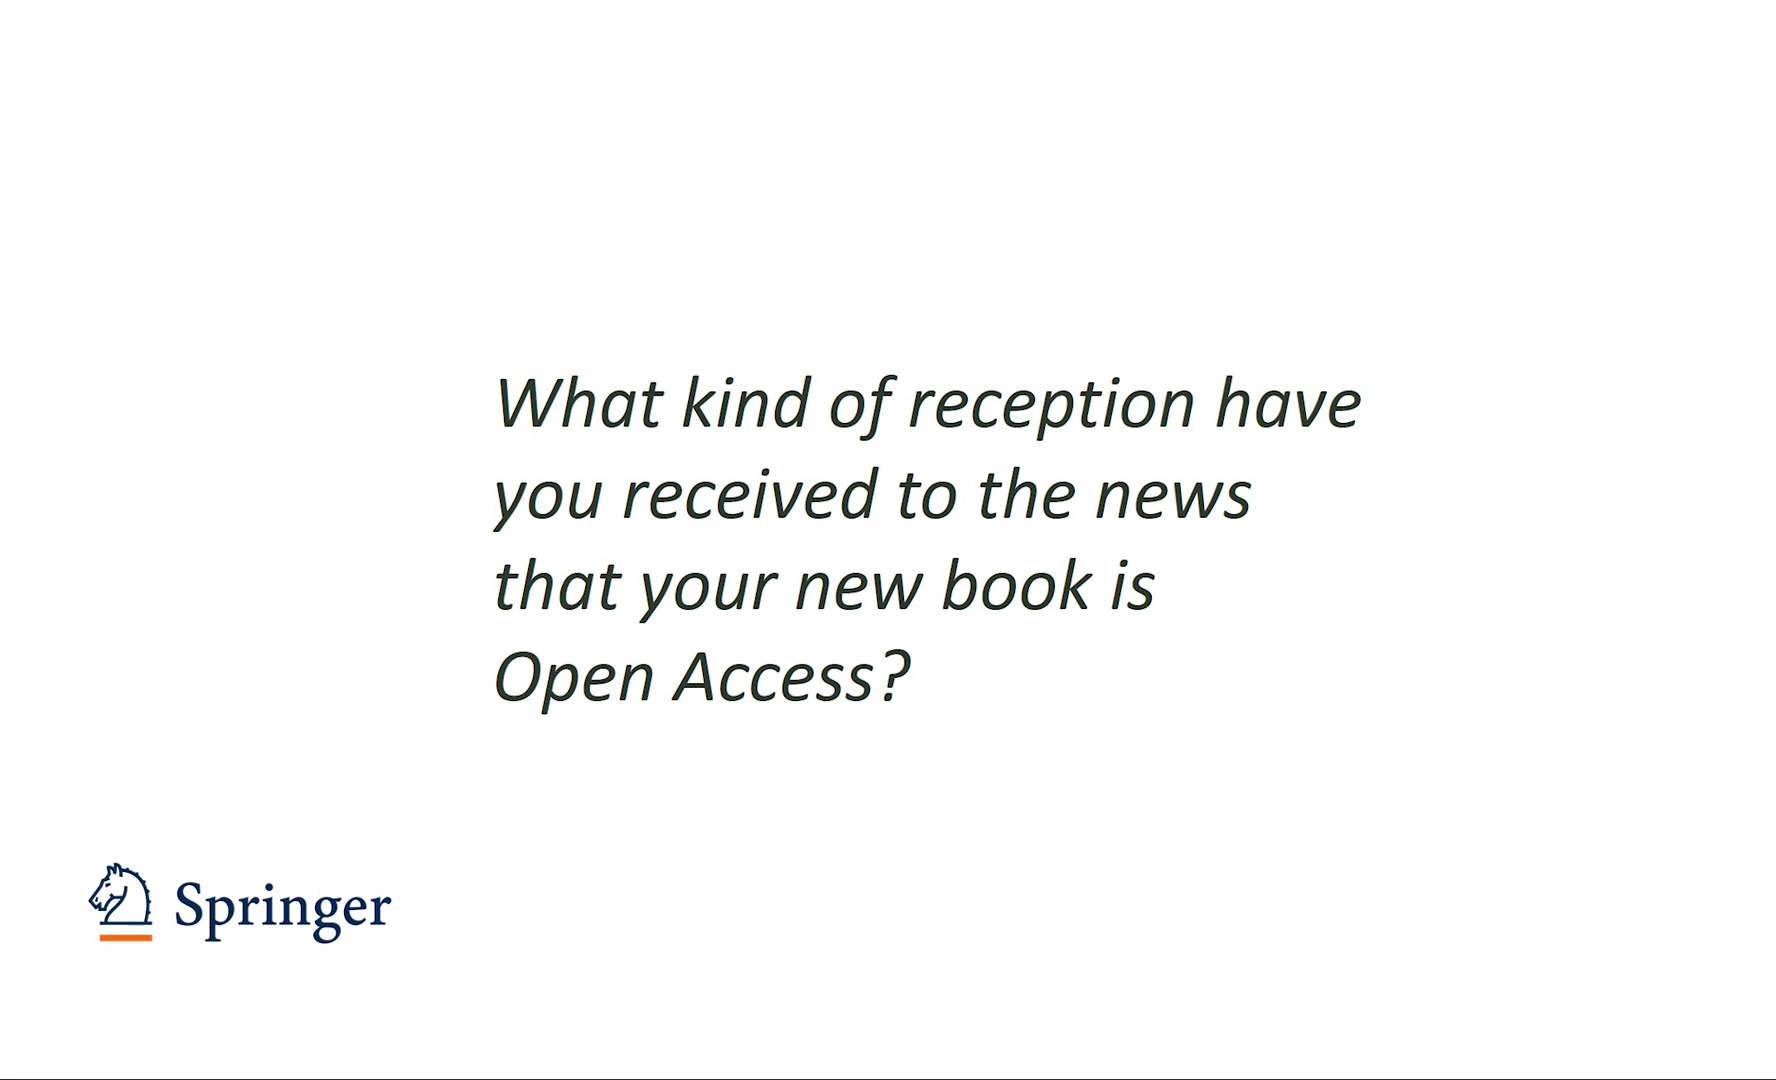 What kind of reception have
you received to the news
that your new book is
Open Access?
Springer